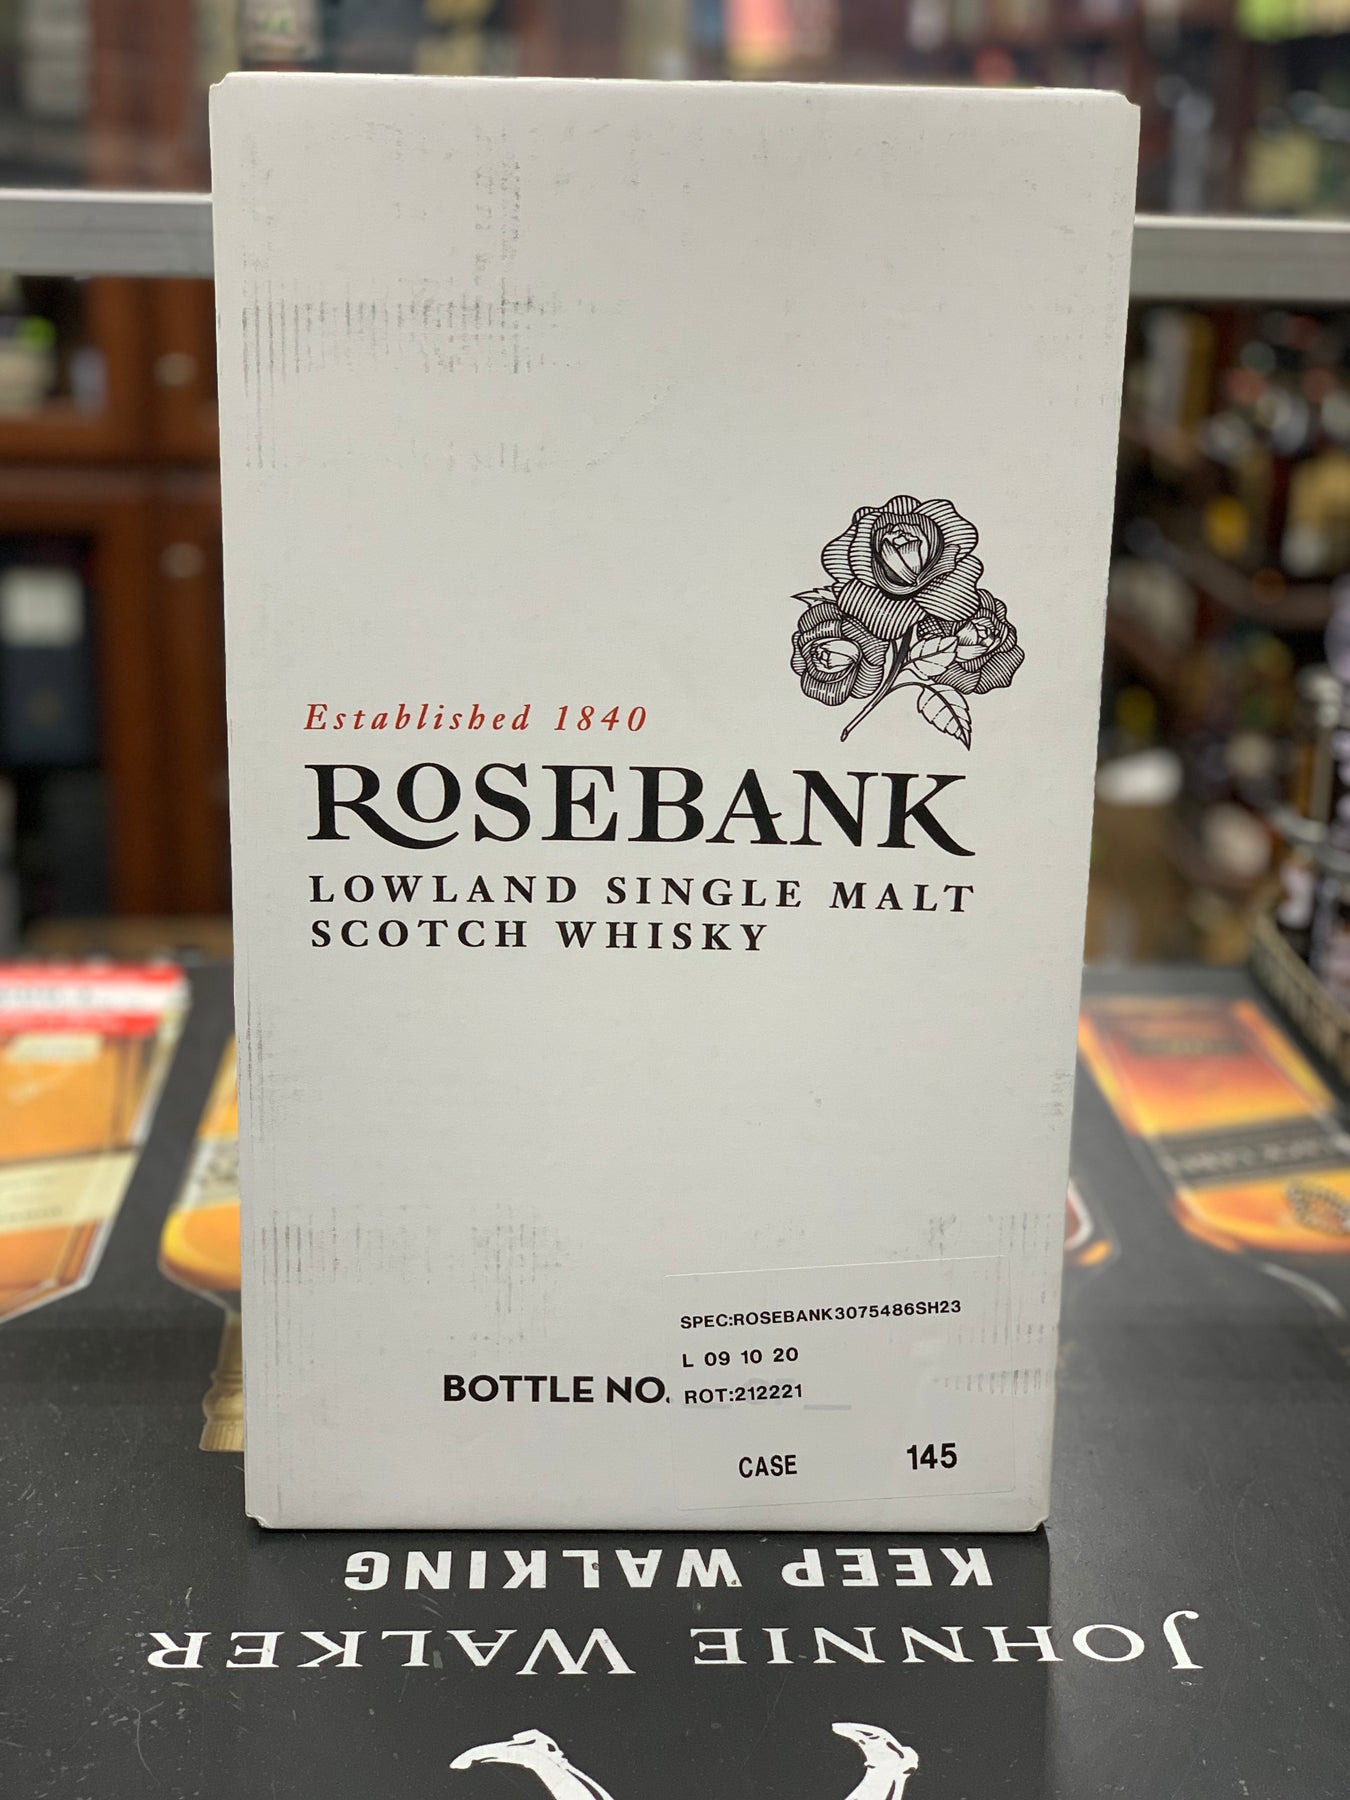 Established 1840
ROSEBANK
LOWLAND SINGLE MALT
SCOTCH WHISKY
SPEC:ROSEBANK3075486SH23
L 09 10 20
BOTTLE NO. ROT:212221
CASE 145
KEEP WALKING
JOHNNIE WALKER